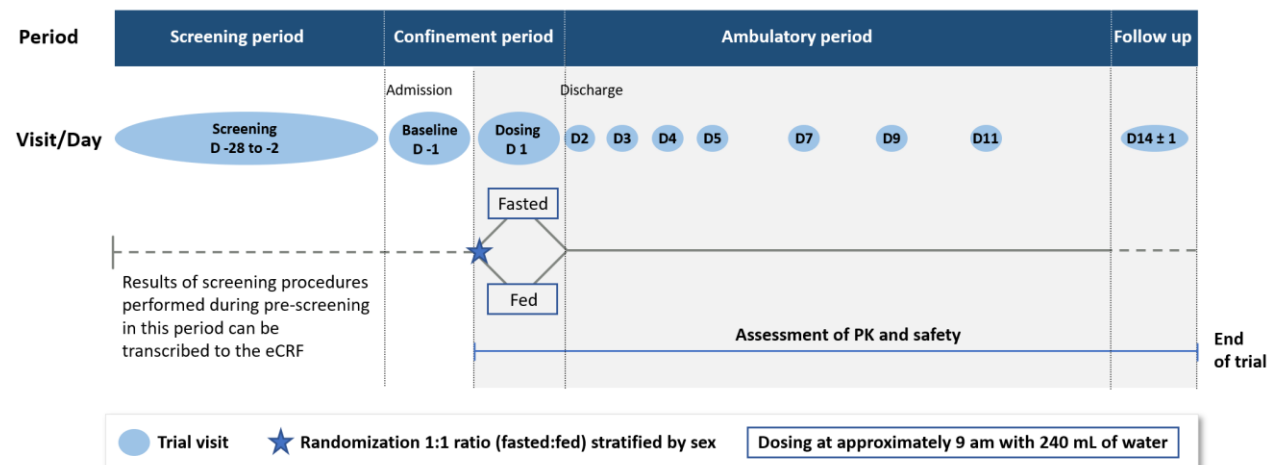 Period
Screening period
Confinement period
Ambulatory period
Follow up
Admission
Discharge
Visit/Day
Screening
D -28 to -2
Baseline
D -1
Dosing
D 1
D2
D3
D4
D5
D7
D9
D11
D14 ± 1
Fasted
Fed
Results of screening procedures
performed during pre-screening
in this period can be
transcribed to the eCRF
Assessment of PK and safety
End
of trial
Trial visit
Randomization 1:1 ratio (fasted:fed) stratified by sex
Dosing at approximately 9 am with 240 mL of water